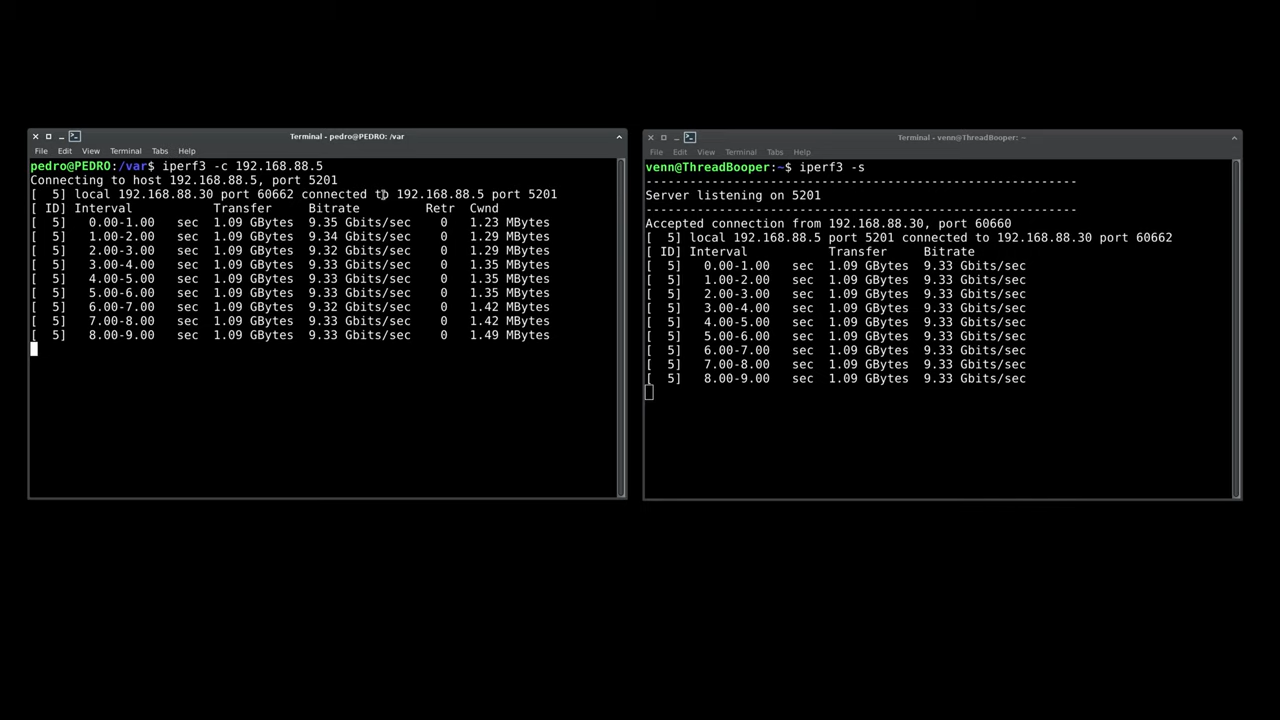 Terminal - pedro@PEDRO: /var
File Edit View Terminal Tabs Help
pedro@PEDRO:/var$ iperf3 -c 192.168.88.5
Connecting to host 192.168.88.5, port 5201
[  5] local 192.168.88.30 port 60662 connected to 192.168.88.5 port 5201
[ ID] Interval           Transfer     Bitrate         Retr  Cwnd
[  5]   0.00-1.00   sec  1.09 GBytes  9.35 Gbits/sec    0   1.23 MBytes
[  5]   1.00-2.00   sec  1.09 GBytes  9.34 Gbits/sec    0   1.29 MBytes
[  5]   2.00-3.00   sec  1.09 GBytes  9.32 Gbits/sec    0   1.29 MBytes
[  5]   3.00-4.00   sec  1.09 GBytes  9.33 Gbits/sec    0   1.35 MBytes
[  5]   4.00-5.00   sec  1.09 GBytes  9.33 Gbits/sec    0   1.35 MBytes
[  5]   5.00-6.00   sec  1.09 GBytes  9.33 Gbits/sec    0   1.35 MBytes
[  5]   6.00-7.00   sec  1.09 GBytes  9.32 Gbits/sec    0   1.42 MBytes
[  5]   7.00-8.00   sec  1.09 GBytes  9.33 Gbits/sec    0   1.42 MBytes
[  5]   8.00-9.00   sec  1.09 GBytes  9.33 Gbits/sec    0   1.49 MBytes
Terminal - venn@ThreadBooper: ~
File Edit View Terminal Tabs Help
venn@ThreadBooper:~$ iperf3 -s
-----------------------------------------------------------
Server listening on 5201
-----------------------------------------------------------
Accepted connection from 192.168.88.30, port 60660
[  5] local 192.168.88.5 port 5201 connected to 192.168.88.30 port 60662
[ ID] Interval           Transfer     Bitrate
[  5]   0.00-1.00   sec  1.09 GBytes  9.33 Gbits/sec
[  5]   1.00-2.00   sec  1.09 GBytes  9.33 Gbits/sec
[  5]   2.00-3.00   sec  1.09 GBytes  9.33 Gbits/sec
[  5]   3.00-4.00   sec  1.09 GBytes  9.33 Gbits/sec
[  5]   4.00-5.00   sec  1.09 GBytes  9.33 Gbits/sec
[  5]   5.00-6.00   sec  1.09 GBytes  9.33 Gbits/sec
[  5]   6.00-7.00   sec  1.09 GBytes  9.33 Gbits/sec
[  5]   7.00-8.00   sec  1.09 GBytes  9.33 Gbits/sec
[  5]   8.00-9.00   sec  1.09 GBytes  9.33 Gbits/sec